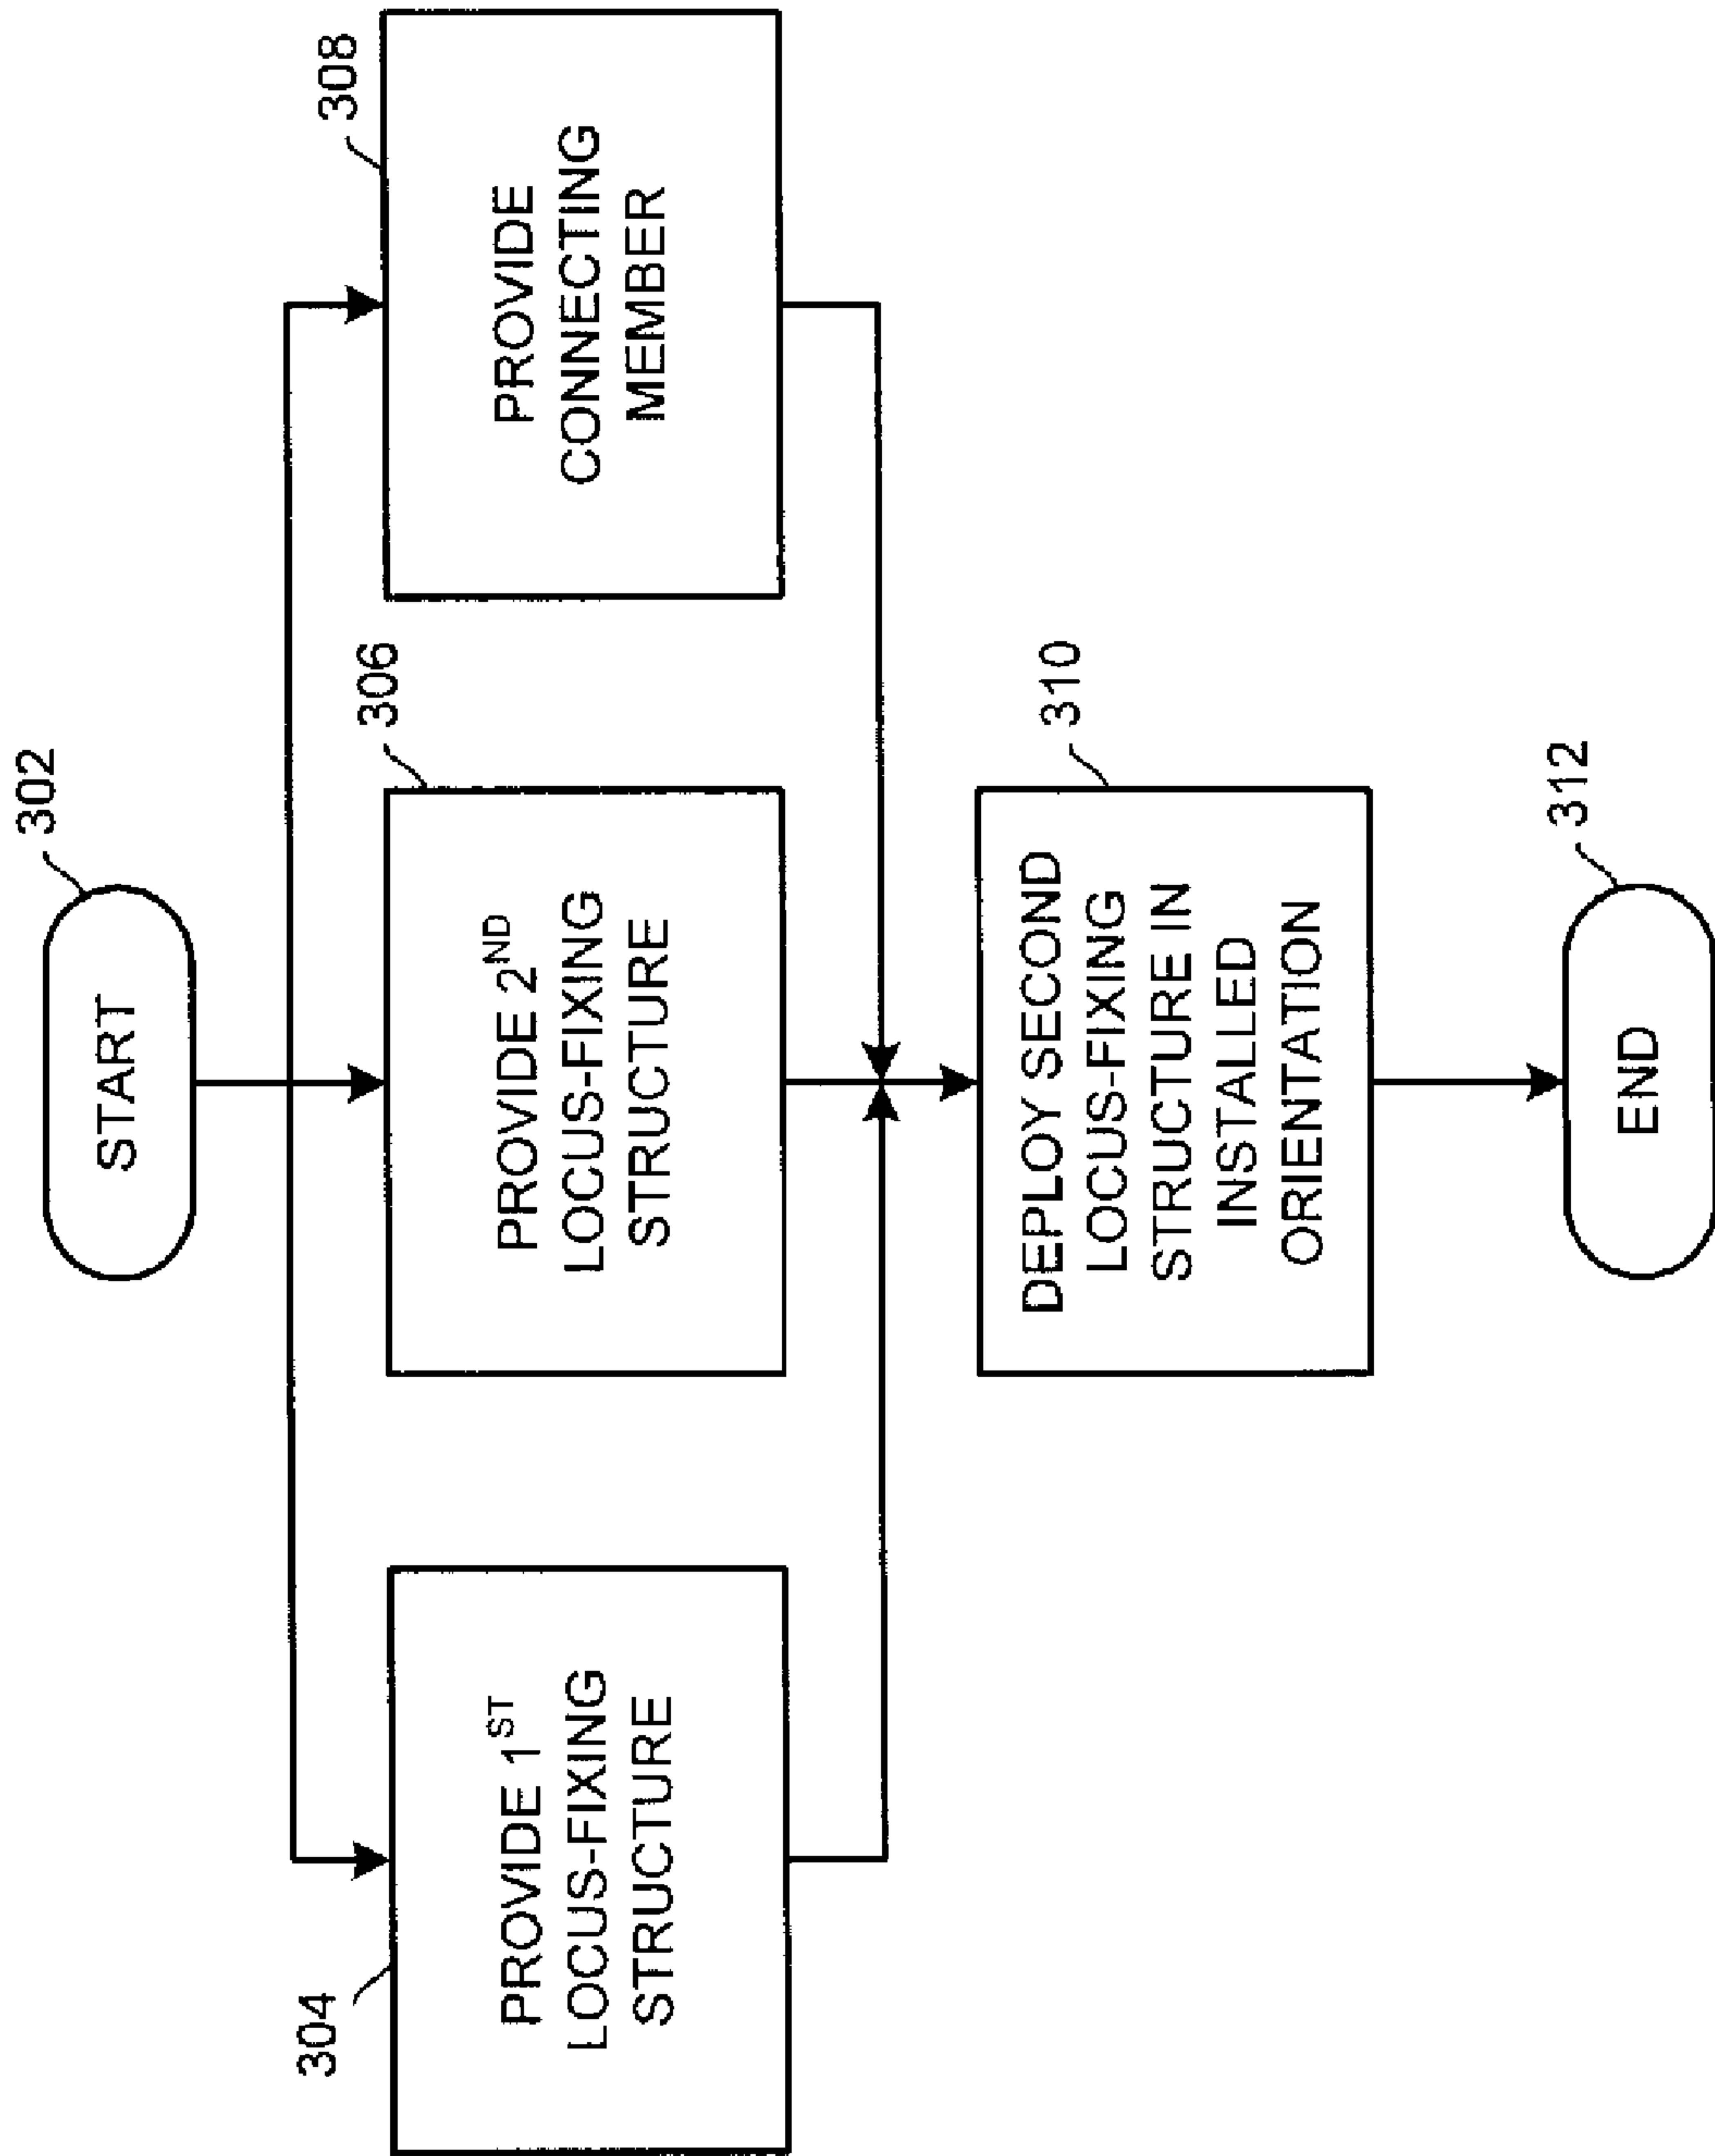 302
START
304
PROVIDE 1ST
LOCUS-FIXING
STRUCTURE
306
PROVIDE 2ND
LOCUS-FIXING
STRUCTURE
308
PROVIDE
CONNECTING
MEMBER
310
DEPLOY SECOND
LOCUS-FIXING
STRUCTURE IN
INSTALLED
ORIENTATION
312
END